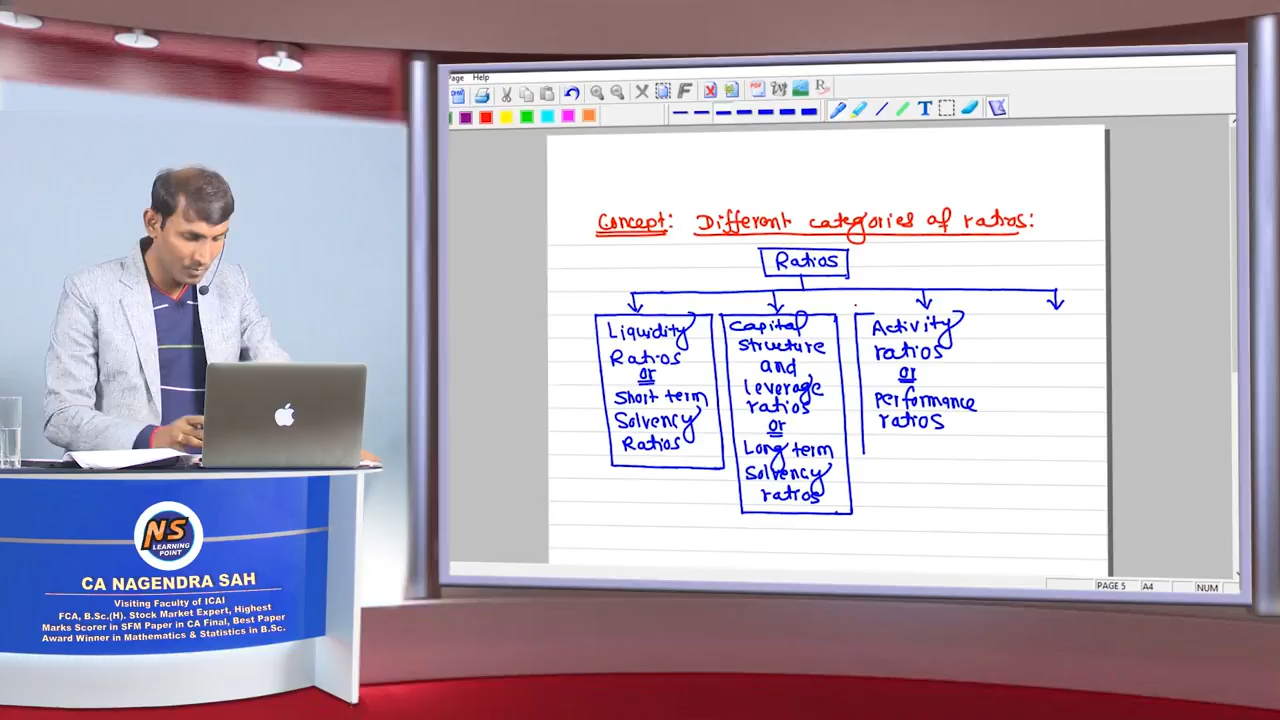 Page Help
PDF
T
Concept: Different categories of ratios:
Ratios
Liquidity
Ratios
or
Short term
Solvency
Ratios
Capital
structure
and
leverage
ratios
or
Long term
Solvency
ratios
Activity
ratios
or
performance
ratios
PAGE 5 A4 NUM
NS
LEARNING
POINT
CA NAGENDRA SAH
Visiting Faculty of ICAI
FCA, B.Sc.(H). Stock Market Expert, Highest
Marks Scorer in SFM Paper in CA Final, Best Paper
Award Winner in Mathematics & Statistics in B.Sc.